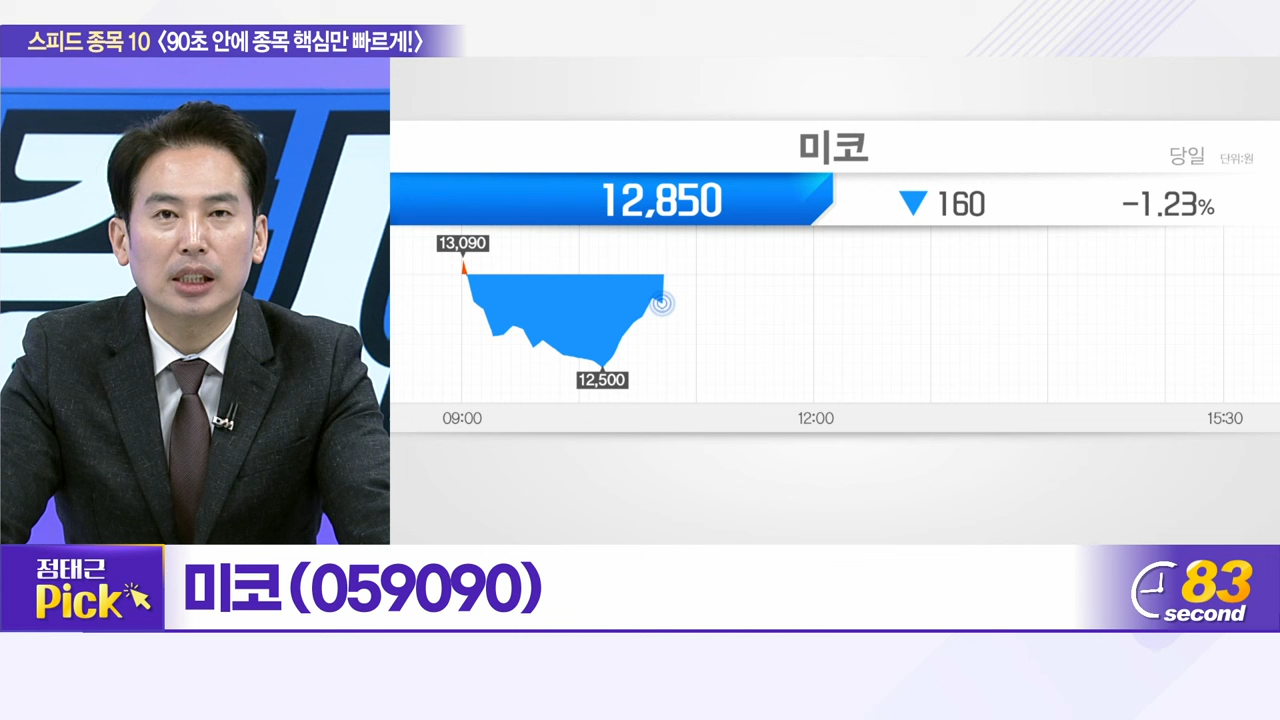 스피드 종목 10 〈90초 안에 종목 핵심만 빠르게!〉
미코
당일 단위:원
12,850 ▼ 160 -1.23%
13,090
12,500
09:00 12:00 15:30
정태근
Pick
미코 (059090)
83
second